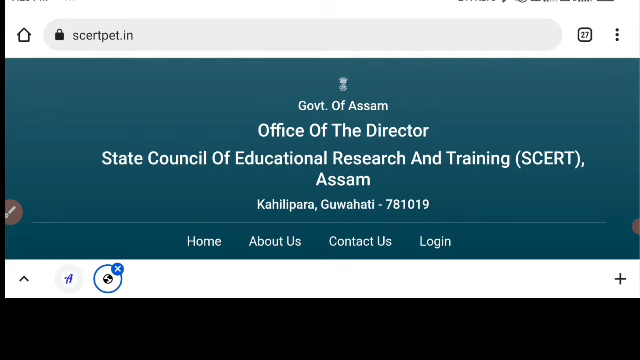 scertpet.in
27
Govt. Of Assam
Office Of The Director
State Council Of Educational Research And Training (SCERT),
Assam
Kahilipara, Guwahati - 781019
Home About Us Contact Us Login
A